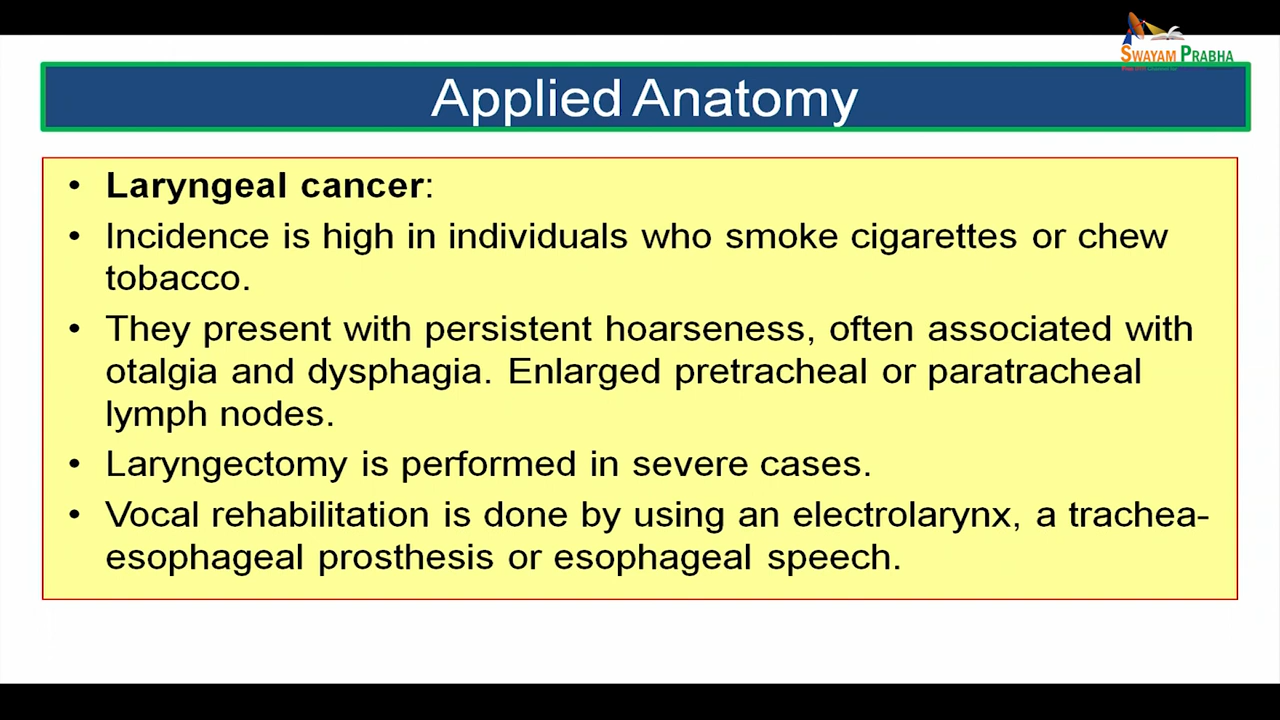 SWAYAM PRABHA
Applied Anatomy
• Laryngeal cancer:
• Incidence is high in individuals who smoke cigarettes or chew
tobacco.
• They present with persistent hoarseness, often associated with
otalgia and dysphagia. Enlarged pretracheal or paratracheal
lymph nodes.
• Laryngectomy is performed in severe cases.
• Vocal rehabilitation is done by using an electrolarynx, a trachea-
esophageal prosthesis or esophageal speech.